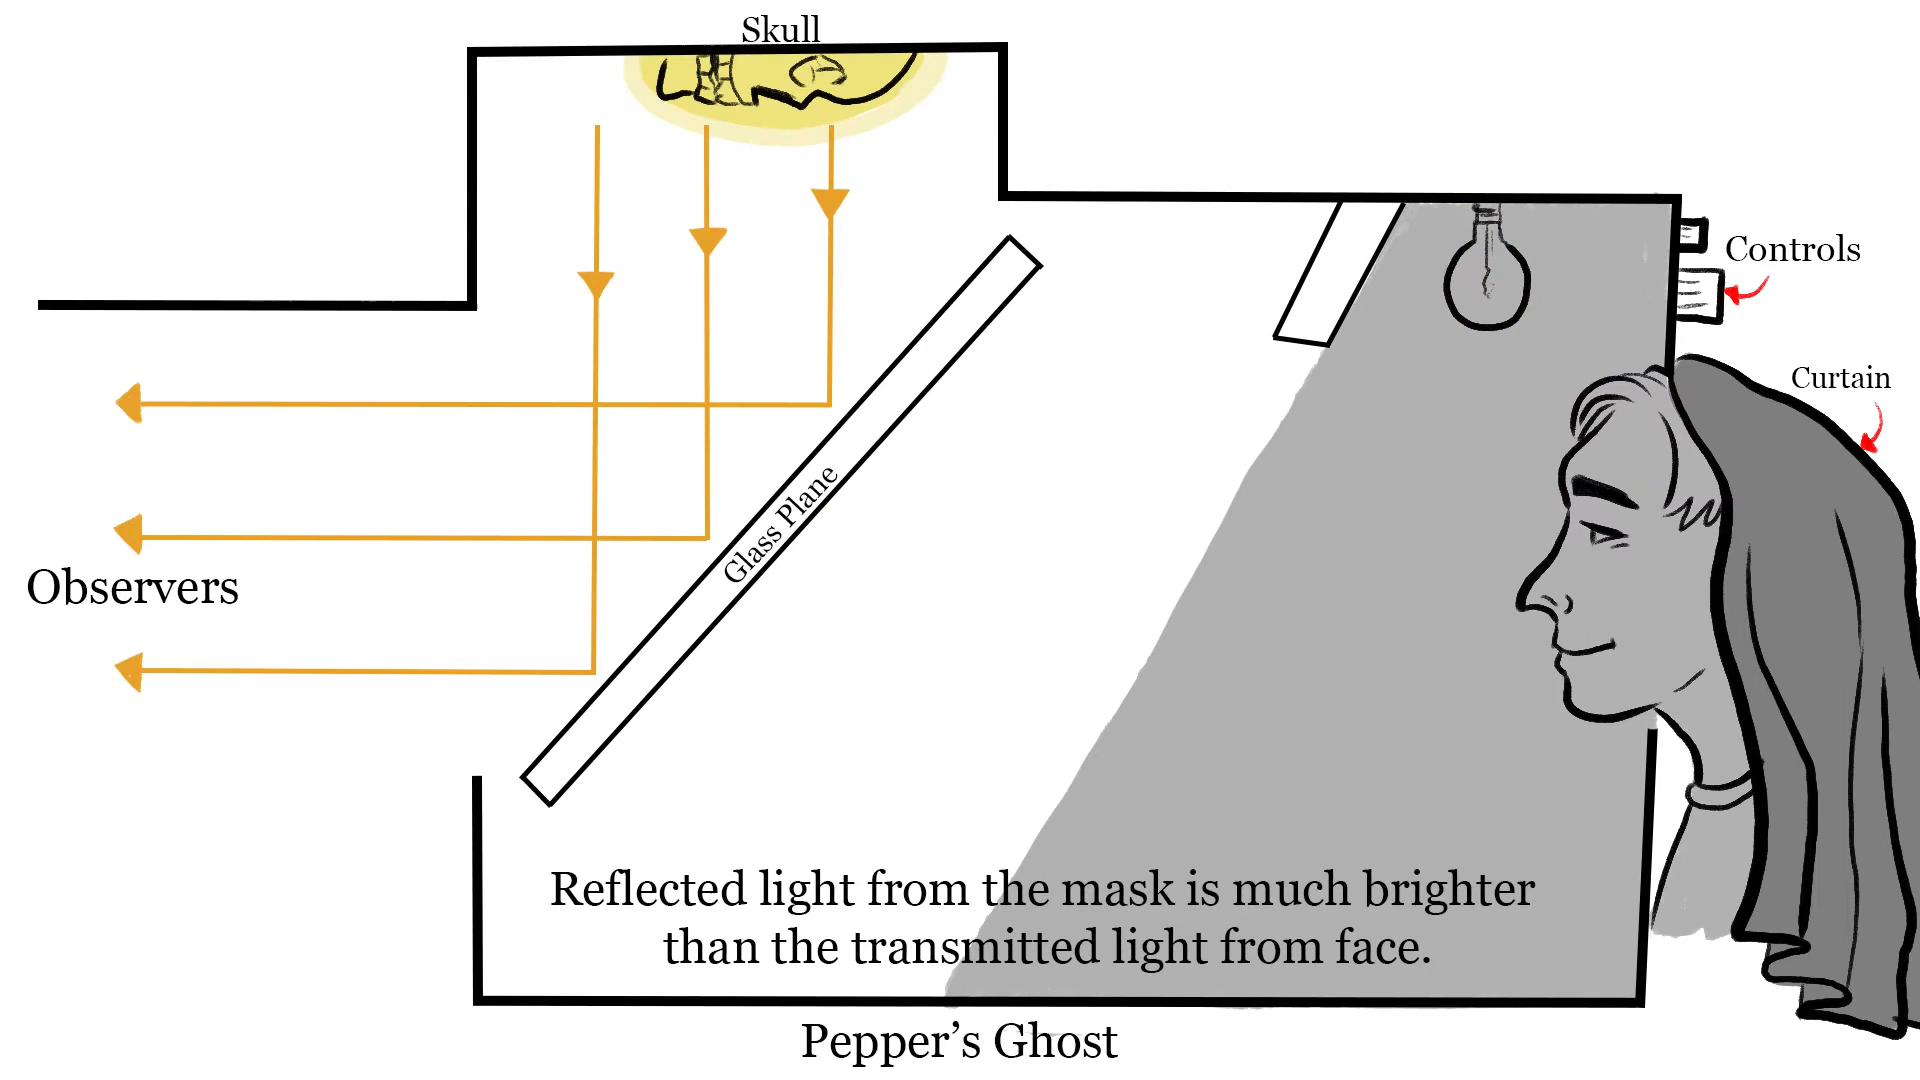 Skull
Controls
Curtain
Glass Plane
Observers
Reflected light from the mask is much brighter
than the transmitted light from face.
Pepper’s Ghost